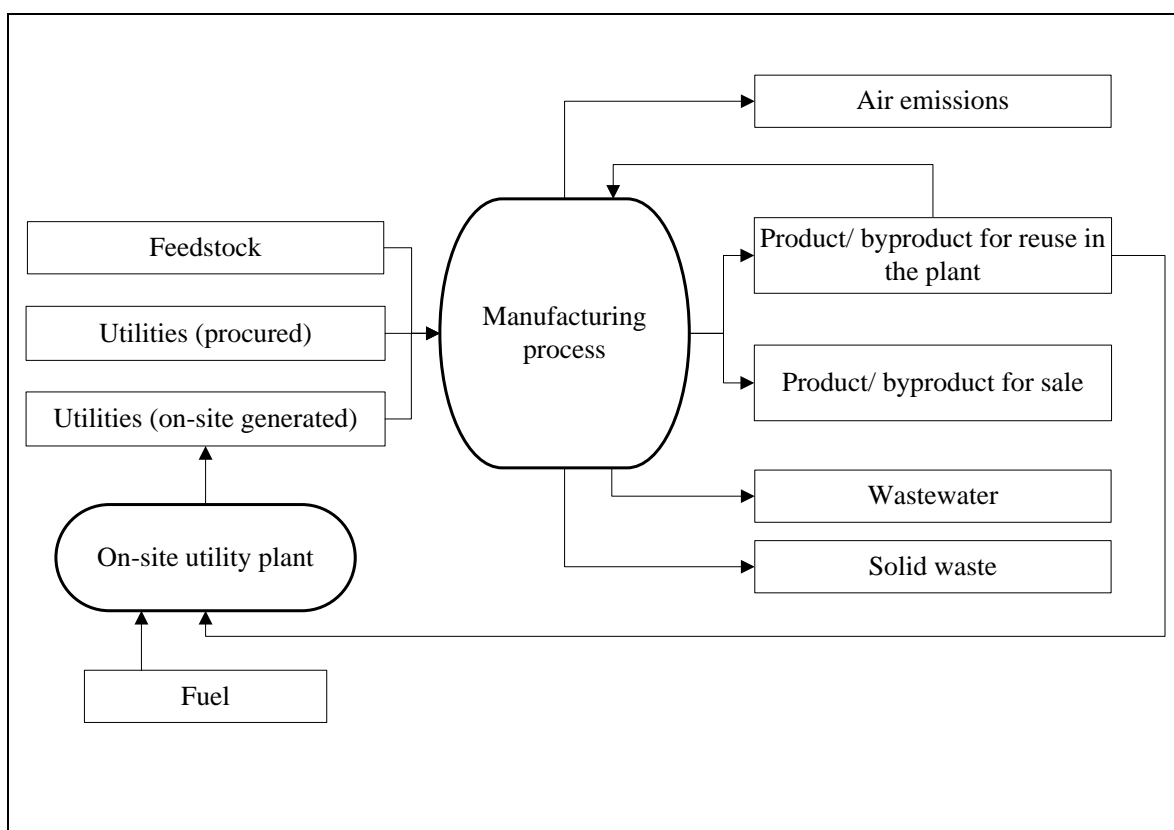 Air emissions
Feedstock
Product/ byproduct for reuse in
the plant
Manufacturing
process
Utilities (procured)
Product/ byproduct for sale
Utilities (on-site generated)
Wastewater
On-site utility plant
Solid waste
Fuel